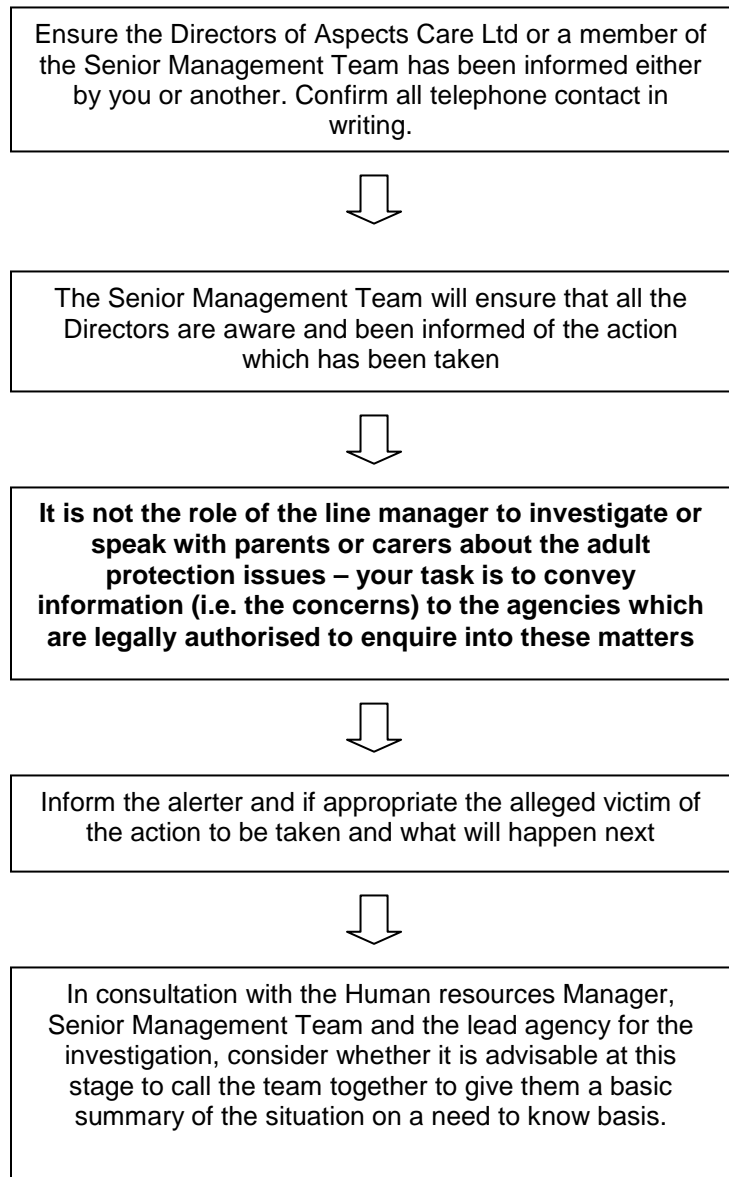 Ensure the Directors of Aspects Care Ltd or a member of
the Senior Management Team has been informed either
by you or another. Confirm all telephone contact in
writing.
The Senior Management Team will ensure that all the
Directors are aware and been informed of the action
which has been taken
It is not the role of the line manager to investigate or
speak with parents or carers about the adult
protection issues – your task is to convey
information (i.e. the concerns) to the agencies which
are legally authorised to enquire into these matters
Inform the alerter and if appropriate the alleged victim of
the action to be taken and what will happen next
In consultation with the Human resources Manager,
Senior Management Team and the lead agency for the
investigation, consider whether it is advisable at this
stage to call the team together to give them a basic
summary of the situation on a need to know basis.